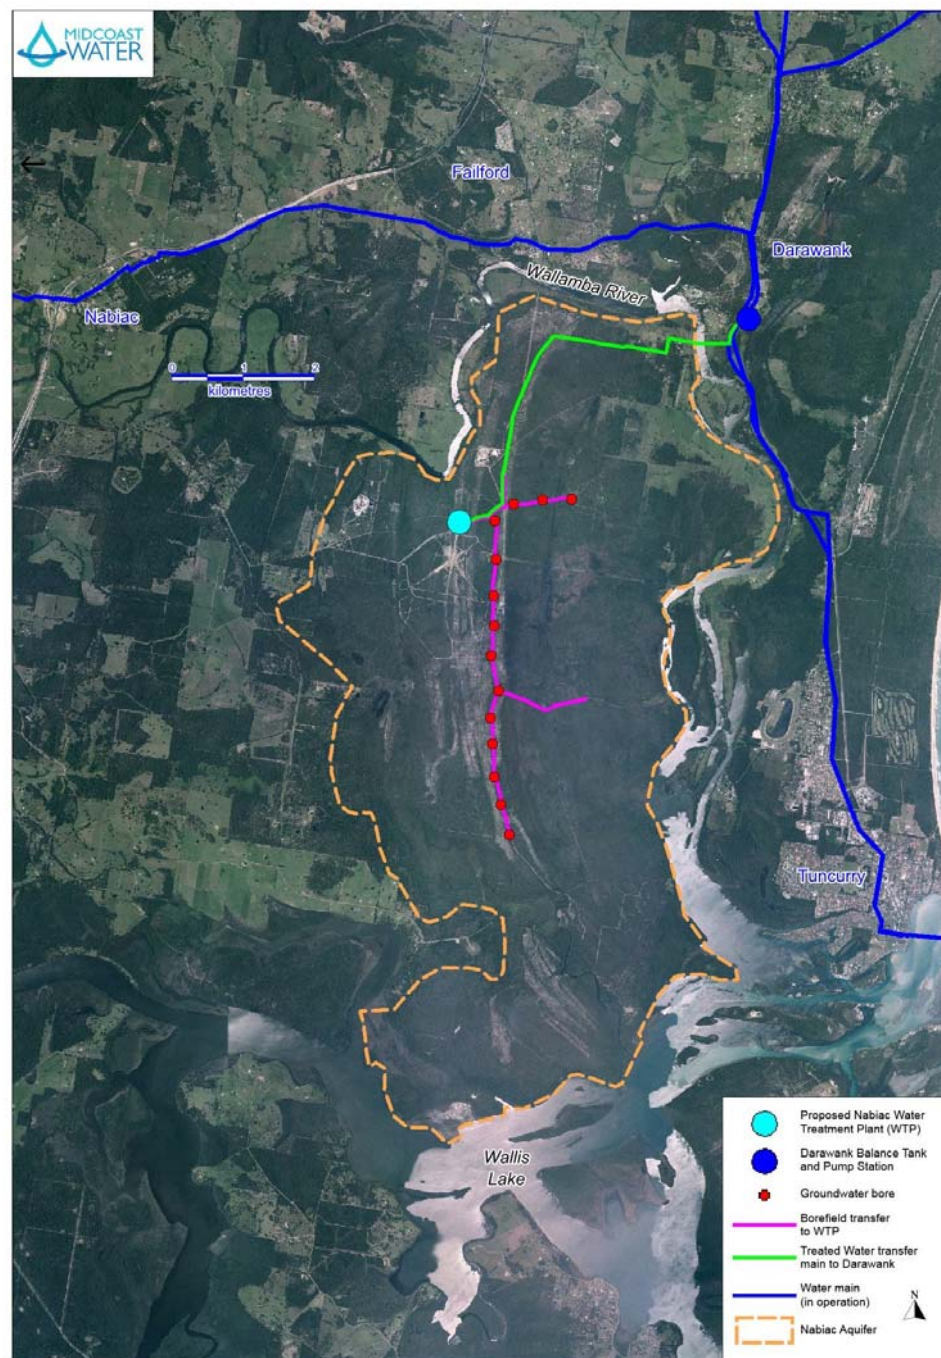 MIDCOAST
WATER
Failford
Darawank
Wallamba River
Nabiac
0 1 2
kilometres
Tuncurry
Wallis
Lake
Proposed Nabiac Water
Treatment Plant (WTP)
Darawank Balance Tank
and Pump Station
Groundwater bore
Borefield transfer
to WTP
Treated Water transfer
main to Darawank
Water main
(in operation)
N
Nabiac Aquifer